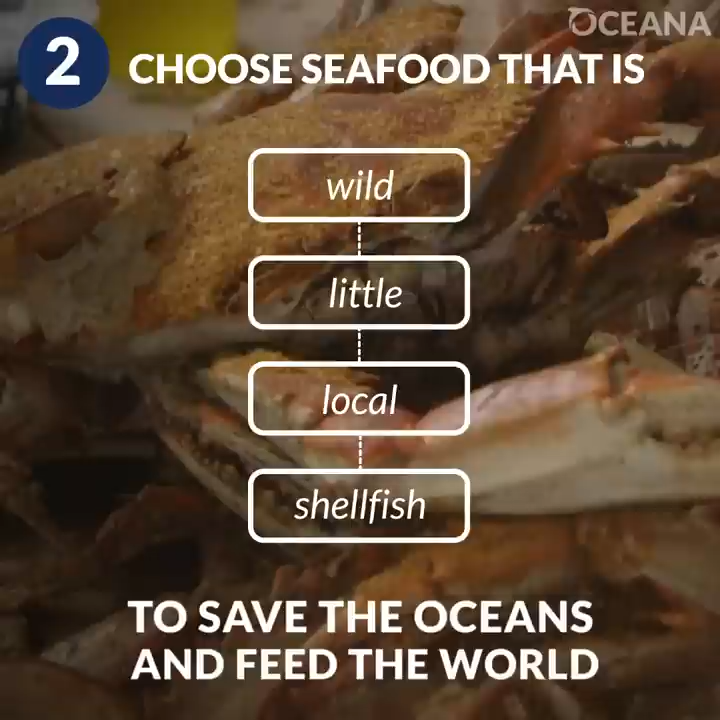 OCEANA
2
CHOOSE SEAFOOD THAT IS
wild
little
local
shellfish
TO SAVE THE OCEANS
AND FEED THE WORLD